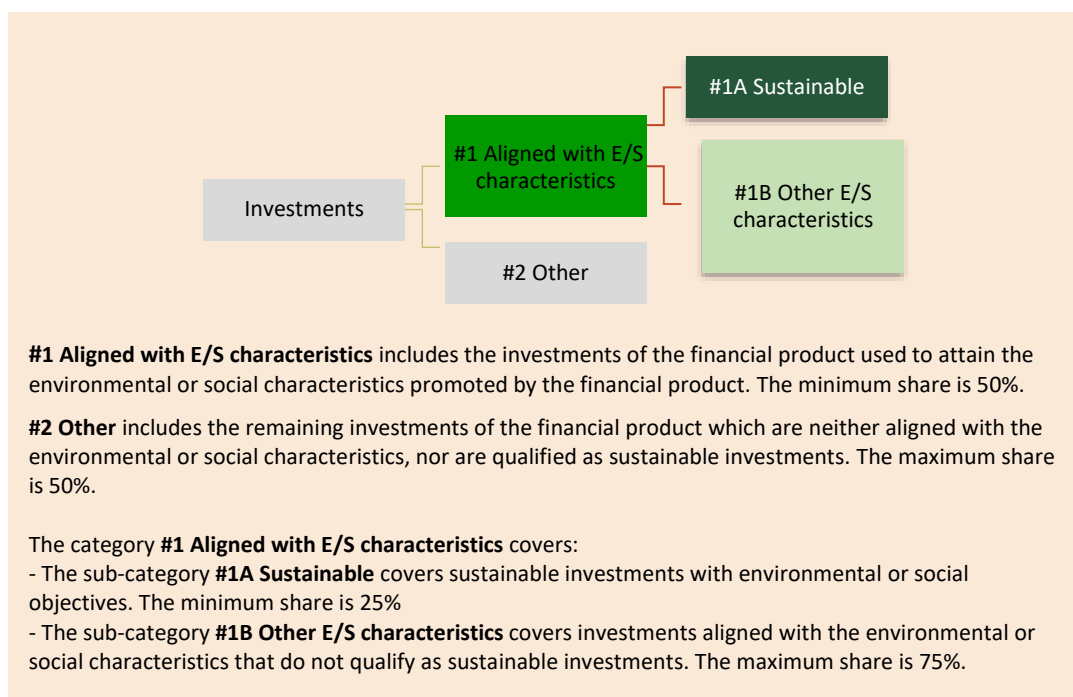 #1A Sustainable
#1 Aligned with E/S
characteristics
#1B Other E/S
characteristics
Investments
#2 Other
#1 Aligned with E/S characteristics includes the investments of the financial product used to attain the
environmental or social characteristics promoted by the financial product. The minimum share is 50%.
#2 Other includes the remaining investments of the financial product which are neither aligned with the
environmental or social characteristics, nor are qualified as sustainable investments. The maximum share
is 50%.
The category #1 Aligned with E/S characteristics covers:
- The sub-category #1A Sustainable covers sustainable investments with environmental or social
objectives. The minimum share is 25%
- The sub-category #1B Other E/S characteristics covers investments aligned with the environmental or
social characteristics that do not qualify as sustainable investments. The maximum share is 75%.